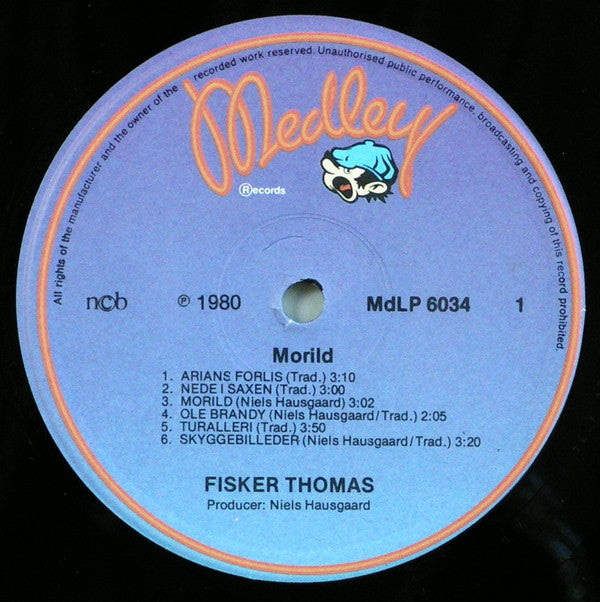 All rights of the manufacturer and the owner of the recorded work reserved. Unauthorised public performance, broadcasting and copying of this record prohibited.
Medley
®ecords
ncb
℗ 1980
MdLP 6034
1
Morild
1. ARIANS FORLIS (Trad.) 3:10
2. NEDE I SAXEN (Trad.) 3:00
3. MORILD (Niels Hausgaard) 3:02
4. OLE BRANDY (Niels Hausgaard/Trad.) 2:05
5. TURALLERI (Trad.) 3:50
6. SKYGGEBILLEDER (Niels Hausgaard/Trad.) 3:20
FISKER THOMAS
Producer: Niels Hausgaard